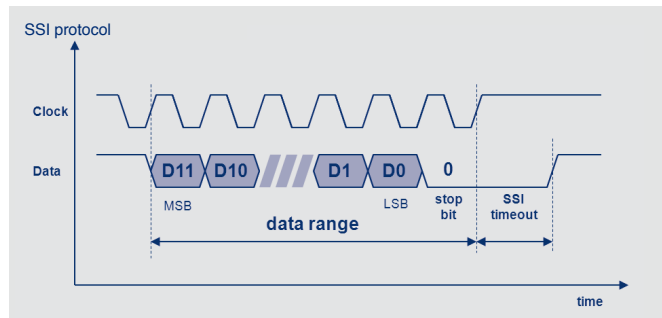 SSI protocol
Clock
Data
D11 D10 D1 D0 0
MSB
LSB
stop
bit
SSI
timeout
data range
time